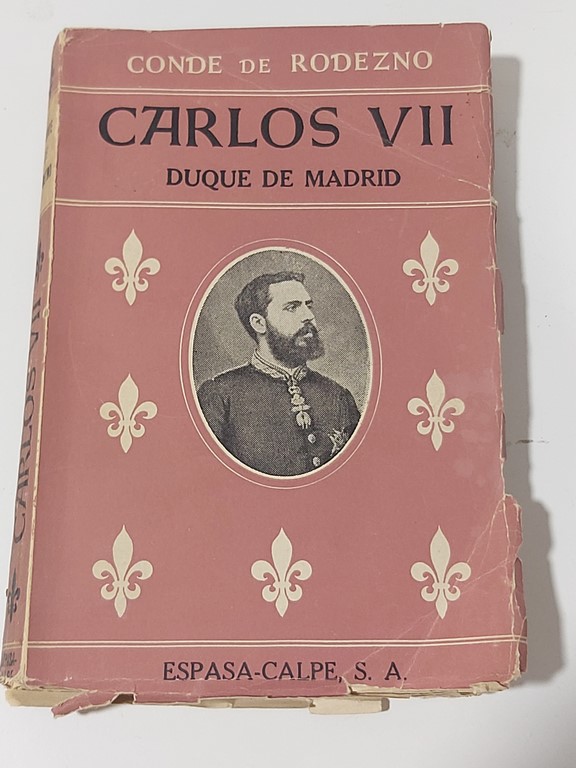 CONDE DE RODEZNO
CARLOS VII
DUQUE DE MADRID
ESPASA-CALPE, S. A.
CARLOS VII